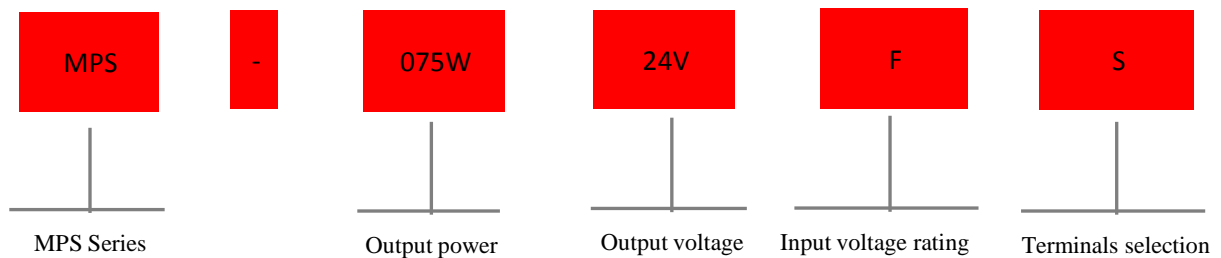 MPS - 075W 24V F S
MPS Series Output power Output voltage Input voltage rating Terminals selection